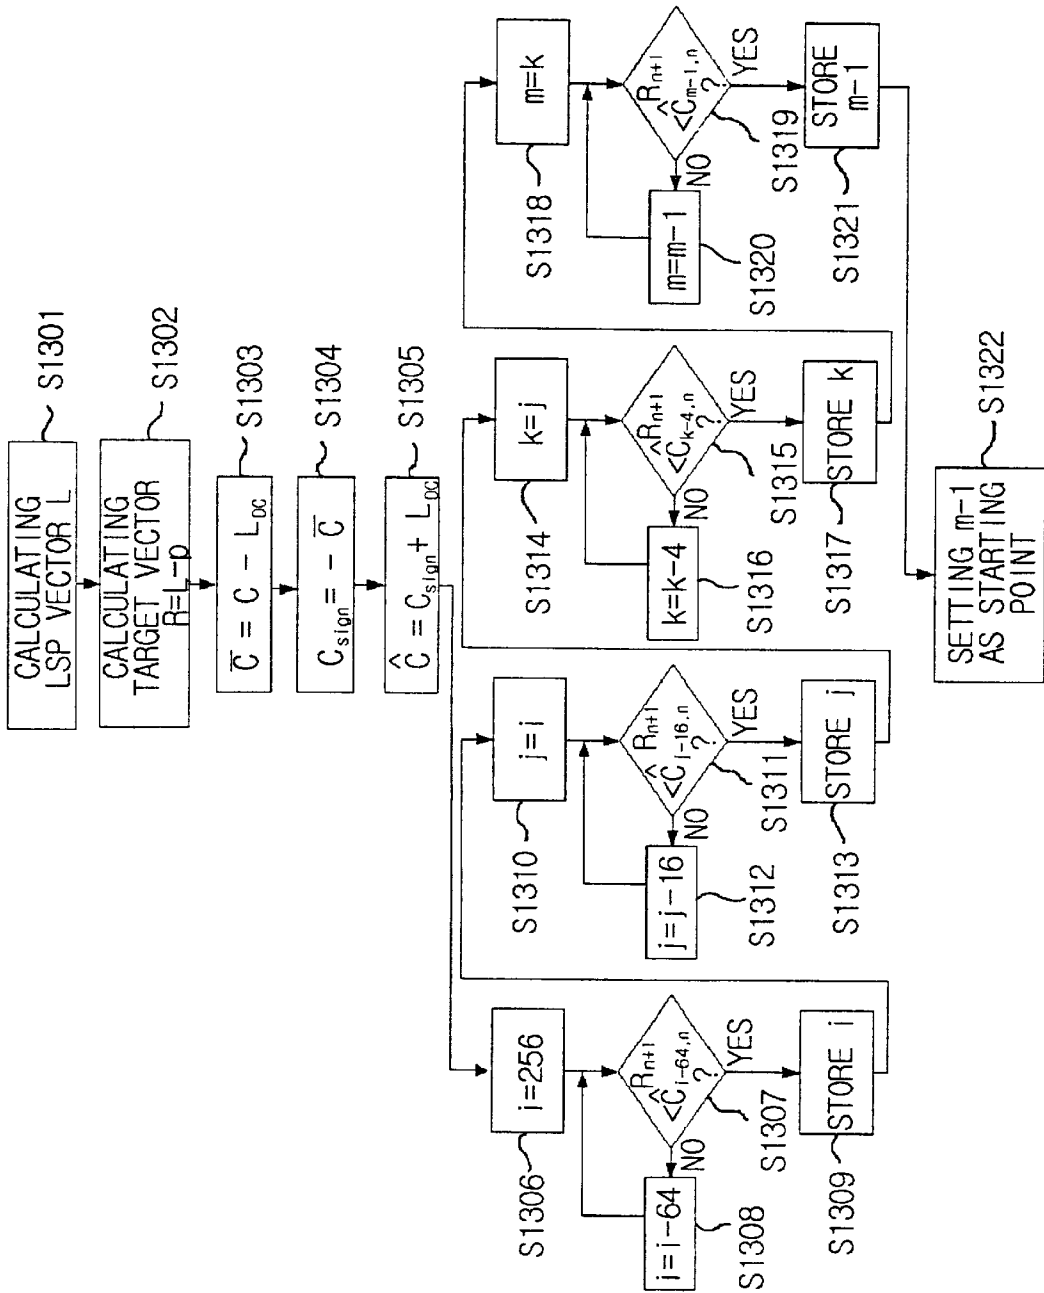 CALCULATING
LSP VECTOR L
S1301
CALCULATING
TARGET VECTOR
R=L-p
S1302
C̅ = C - L_DC
S1303
C_sign = - C̅
S1304
Ĉ = C_sign + L_DC
S1305
i=256
S1306
R_n+1
<Ĉ_i-64,n
?
S1307
NO
YES
i=i-64
S1308
STORE i
S1309
j=i
S1310
R_n+1
<Ĉ_j-16,n
?
S1311
NO
YES
j=j-16
S1312
STORE j
S1313
k=j
S1314
R_n+1
<Ĉ_k-4,n
?
S1315
NO
YES
k=k-4
S1316
STORE k
S1317
m=k
S1318
R_n+1
<Ĉ_m-1,n
?
S1319
NO
YES
m=m-1
S1320
STORE
m-1
S1321
SETTING m-1
AS STARTING
POINT
S1322